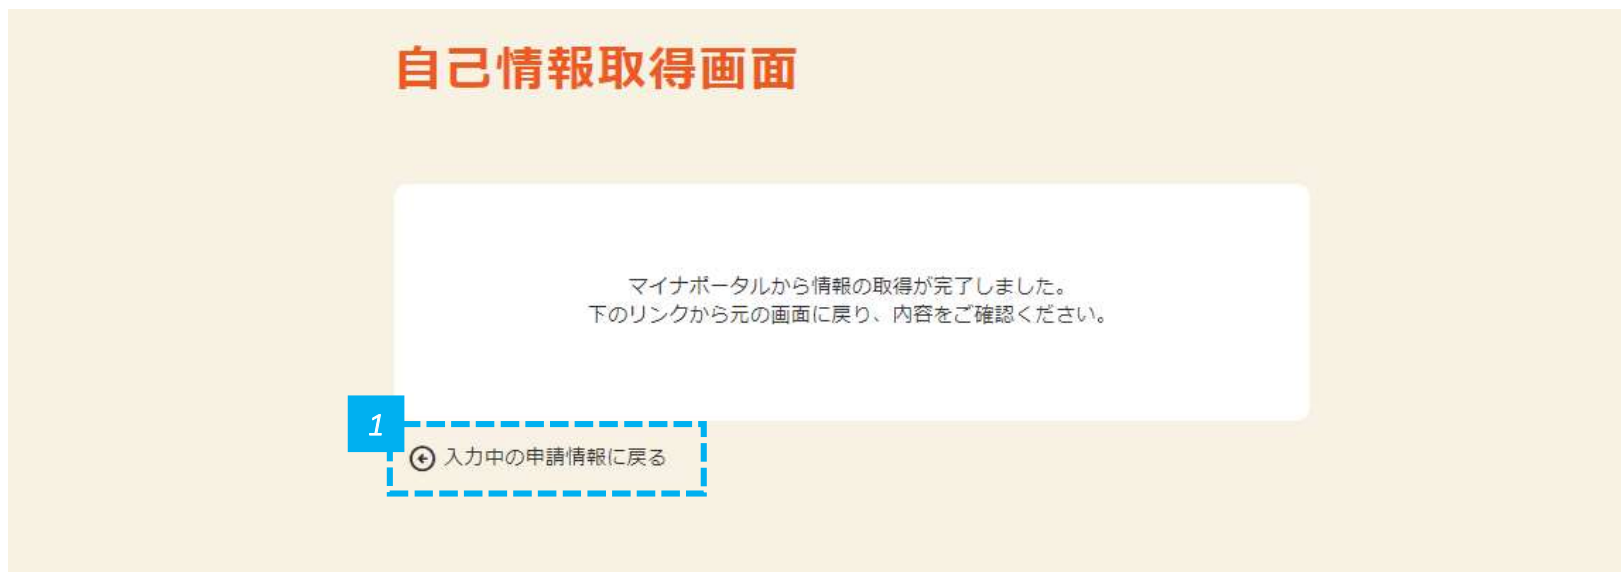 自己情報取得画面
マイナポータルから情報の取得が完了しました。
下のリンクから元の画面に戻り、内容をご確認ください。
1
入力中の申請情報に戻る